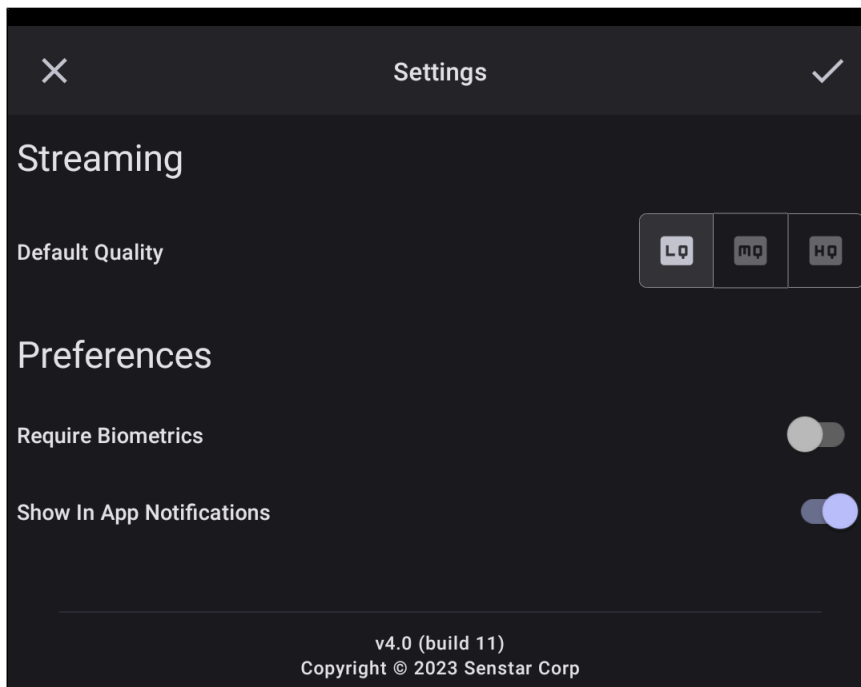 Settings
Streaming
Default Quality
LQ MQ HQ
Preferences
Require Biometrics
Show In App Notifications
v4.0 (build 11)
Copyright © 2023 Senstar Corp